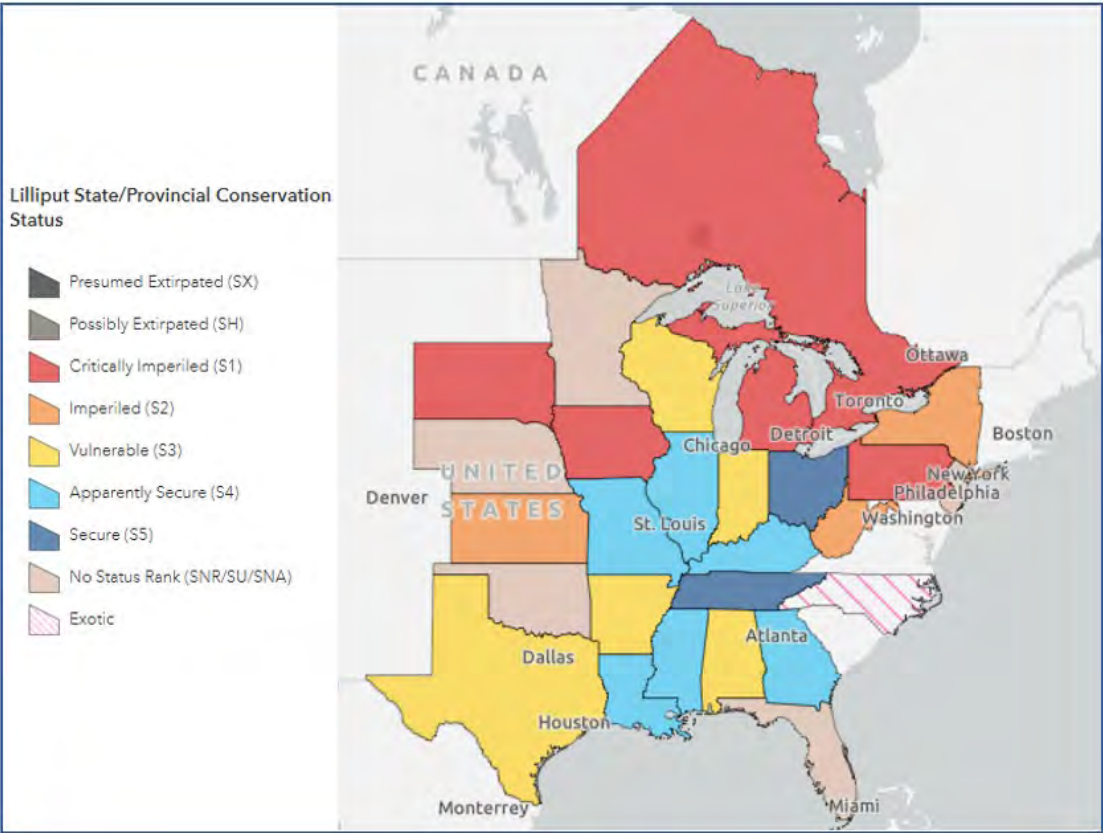 Lilliput State/Provincial Conservation
Status
Presumed Extirpated (SX)
Possibly Extirpated (SH)
Critically Imperiled (S1)
Imperiled (S2)
Vulnerable (S3)
Apparently Secure (S4)
Secure (S5)
No Status Rank (SNR/SU/SNA)
Exotic
CANADA
Lake
Superior
Ottawa
Toronto
Boston
Detroit
Chicago
UNITED
STATES
New York
Philadelphia
Denver
Washington
St. Louis
Atlanta
Dallas
Houston
Monterrey
Miami